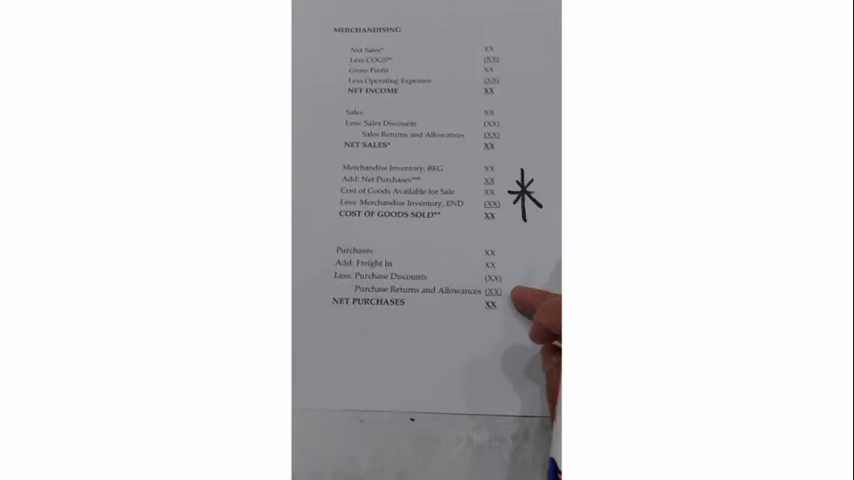 MERCHANDISING
Net Sales* XX
Less COGS** (XX)
Gross Profit XX
Less Operating Expenses (XX)
NET INCOME XX
Sales XX
Less: Sales Discounts (XX)
Sales Returns and Allowances (XX)
NET SALES* XX
Merchandise Inventory, BEG XX
Add: Net Purchases*** XX
Cost of Goods Available for Sale XX
Less: Merchandise Inventory, END (XX)
COST OF GOODS SOLD** XX
Purchases XX
Add: Freight In XX
Less: Purchase Discounts (XX)
Purchase Returns and Allowances (XX)
NET PURCHASES XX